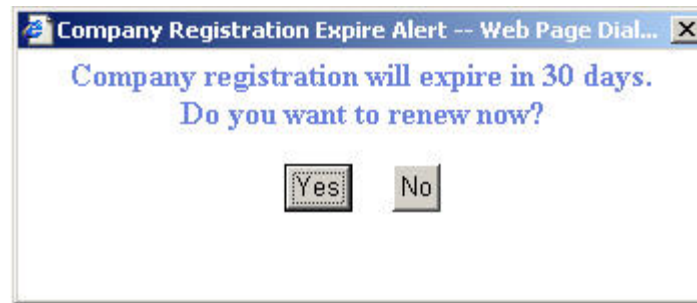 Company Registration Expire Alert -- Web Page Dial...
Company registration will expire in 30 days.
Do you want to renew now?
Yes No